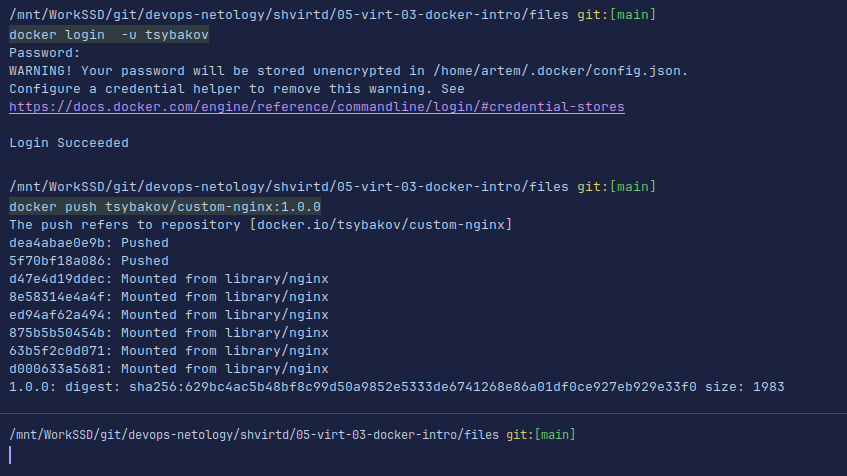 /mnt/WorkSSD/git/devops-netology/shvirtd/05-virt-03-docker-intro/files git:[main]
docker login  -u tsybakov
Password:
WARNING! Your password will be stored unencrypted in /home/artem/.docker/config.json.
Configure a credential helper to remove this warning. See
https://docs.docker.com/engine/reference/commandline/login/#credential-stores
Login Succeeded
/mnt/WorkSSD/git/devops-netology/shvirtd/05-virt-03-docker-intro/files git:[main]
docker push tsybakov/custom-nginx:1.0.0
The push refers to repository [docker.io/tsybakov/custom-nginx]
dea4abae0e9b: Pushed
5f70bf18a086: Pushed
d47e4d19ddec: Mounted from library/nginx
8e58314e4a4f: Mounted from library/nginx
ed94af62a494: Mounted from library/nginx
875b5b50454b: Mounted from library/nginx
63b5f2c0d071: Mounted from library/nginx
d000633a5681: Mounted from library/nginx
1.0.0: digest: sha256:629bc4ac5b48bf8c99d50a9852e5333de6741268e86a01df0ce927eb929e33f0 size: 1983
/mnt/WorkSSD/git/devops-netology/shvirtd/05-virt-03-docker-intro/files git:[main]